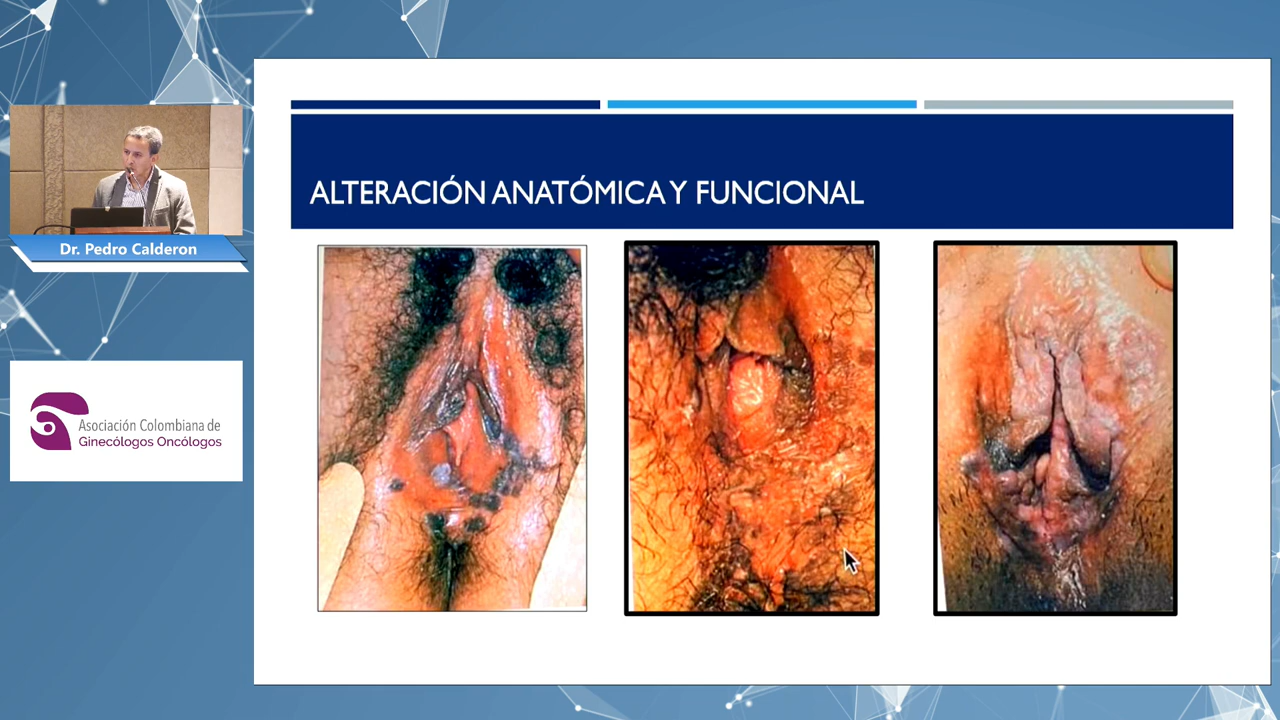 ALTERACIÓN ANATÓMICA Y FUNCIONAL
Dr. Pedro Calderon
Asociación Colombiana de
Ginecólogos Oncólogos